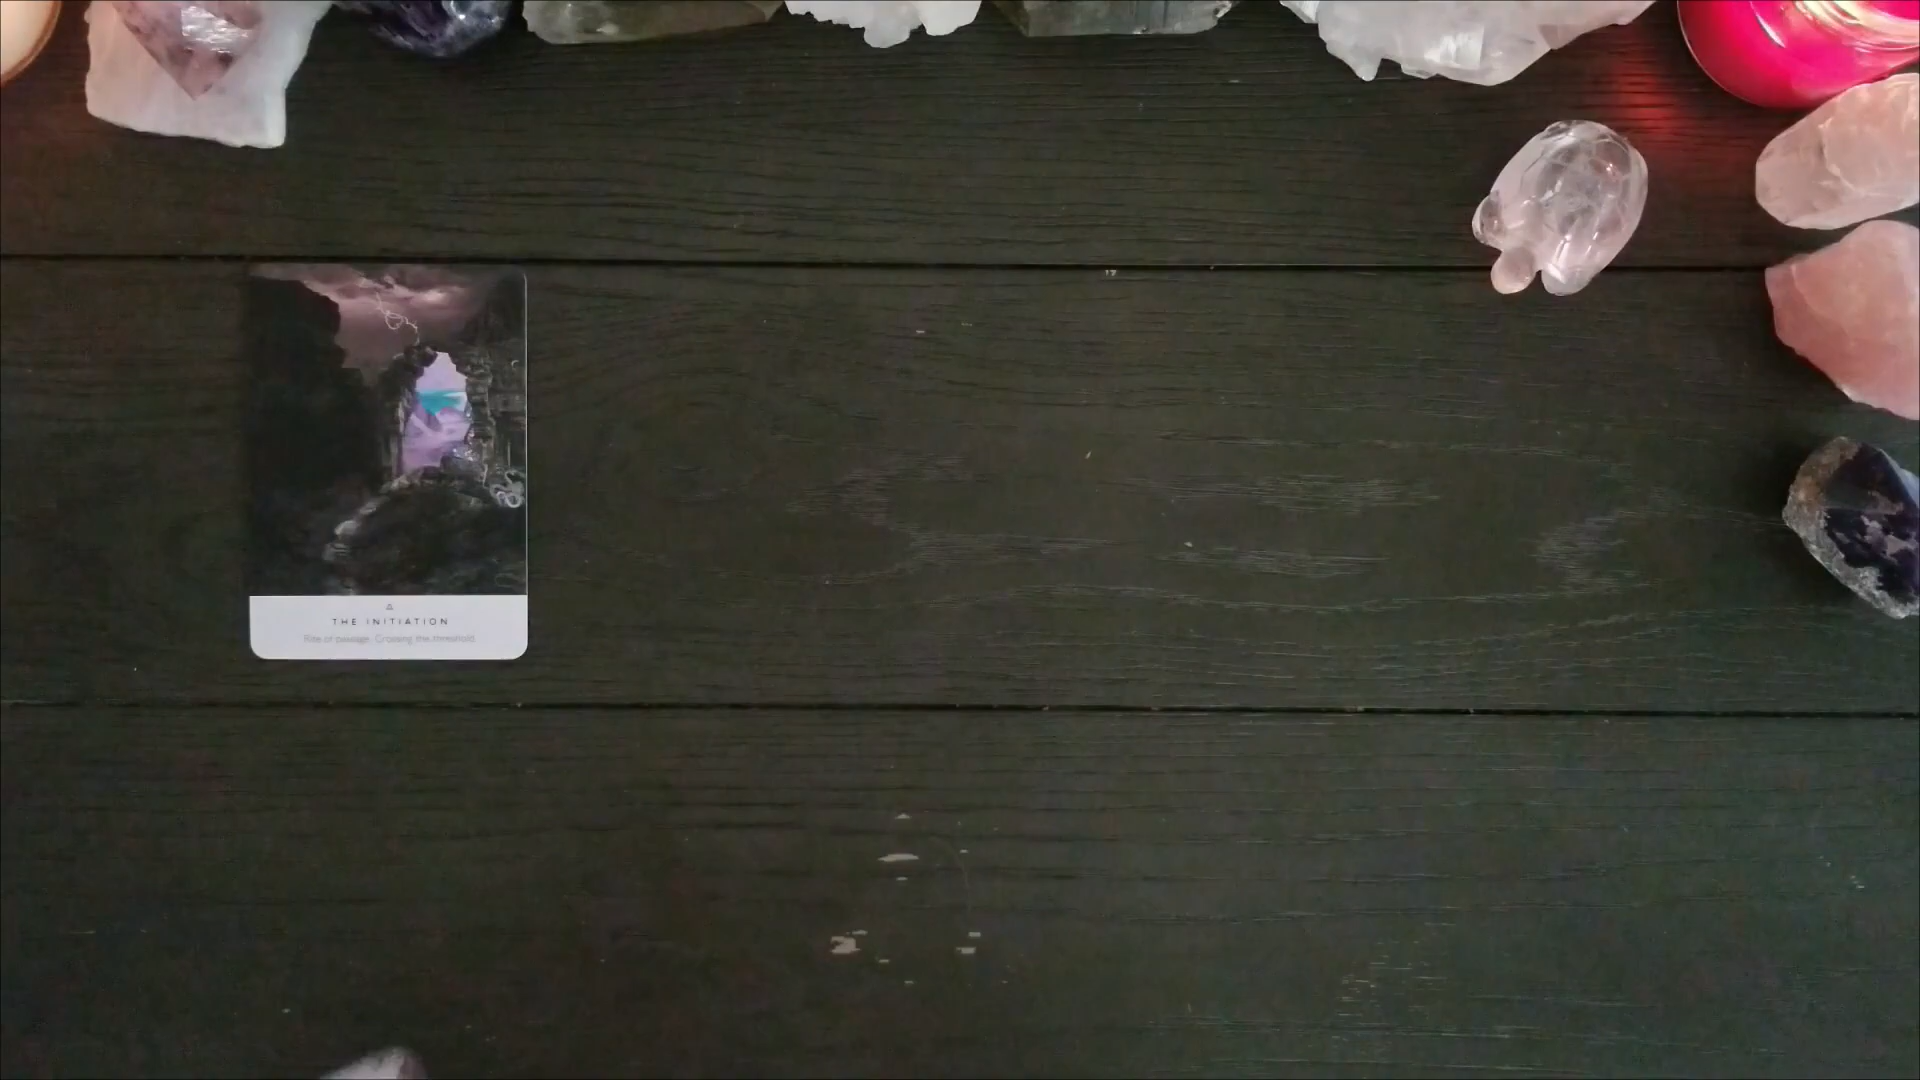 THE INITIATION
Rite of passage. Crossing the threshold.